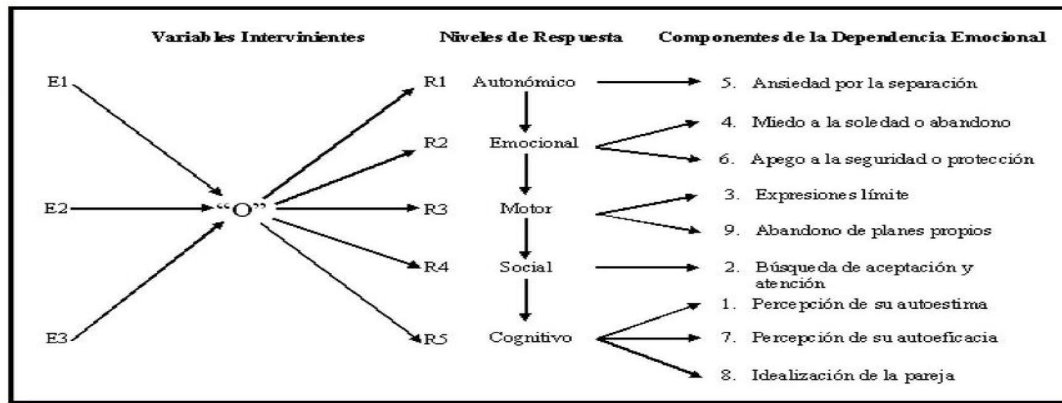 Variables Intervinientes Niveles de Respuesta Componentes de la Dependencia Emocional
E1 R1 Autonómico 5. Ansiedad por la separación
R2 Emocional 4. Miedo a la soledad o abandono
6. Apego a la seguridad o protección
E2 “O” R3 Motor 3. Expresiones límite
9. Abandono de planes propios
R4 Social 2. Búsqueda de aceptación y
atención
1. Percepción de su autoestima
E3 R5 Cognitivo 7. Percepción de su autoeficacia
8. Idealización de la pareja